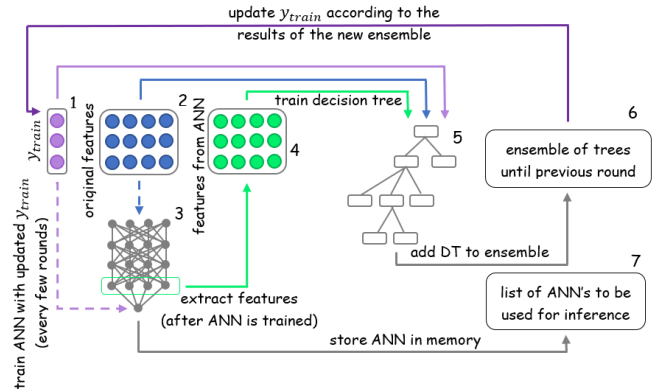 update y_train according to the
results of the new ensemble
1
2
3
4
5
6
7
y_train
original features
features from ANN
train decision tree
ensemble of trees
until previous round
add DT to ensemble
list of ANN's to be
used for inference
extract features
(after ANN is trained)
store ANN in memory
train ANN with updated y_train
(every few rounds)